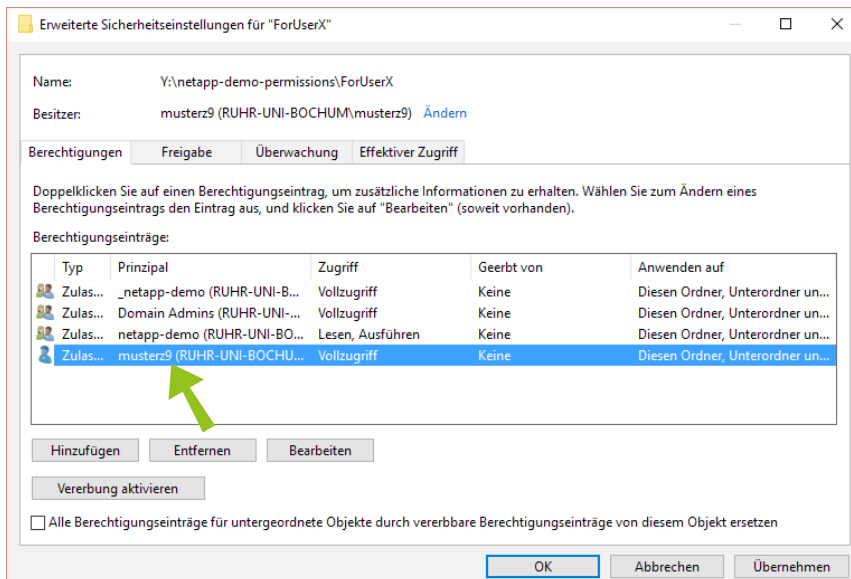 Erweiterte Sicherheitseinstellungen für "ForUserX"
Name: Y:\netapp-demo-permissions\ForUserX
Besitzer: musterz9 (RUHR-UNI-BOCHUM\musterz9) Ändern
Berechtigungen Freigabe Überwachung Effektiver Zugriff
Doppelklicken Sie auf einen Berechtigungseintrag, um zusätzliche Informationen zu erhalten. Wählen Sie zum Ändern eines
Berechtigungseintrags den Eintrag aus, und klicken Sie auf "Bearbeiten" (soweit vorhanden).
Berechtigungseinträge:
Typ Prinzipal Zugriff Geerbt von Anwenden auf
Zulas... _netapp-demo (RUHR-UNI-B... Vollzugriff Keine Diesen Ordner, Unterordner un...
Zulas... Domain Admins (RUHR-UNI-... Vollzugriff Keine Diesen Ordner, Unterordner un...
Zulas... netapp-demo (RUHR-UNI-BO... Lesen, Ausführen Keine Diesen Ordner, Unterordner un...
Zulas... musterz9 (RUHR-UNI-BOCHU... Vollzugriff Keine Diesen Ordner, Unterordner un...
Hinzufügen Entfernen Bearbeiten
Vererbung aktivieren
Alle Berechtigungseinträge für untergeordnete Objekte durch vererbbare Berechtigungseinträge von diesem Objekt ersetzen
OK Abbrechen Übernehmen